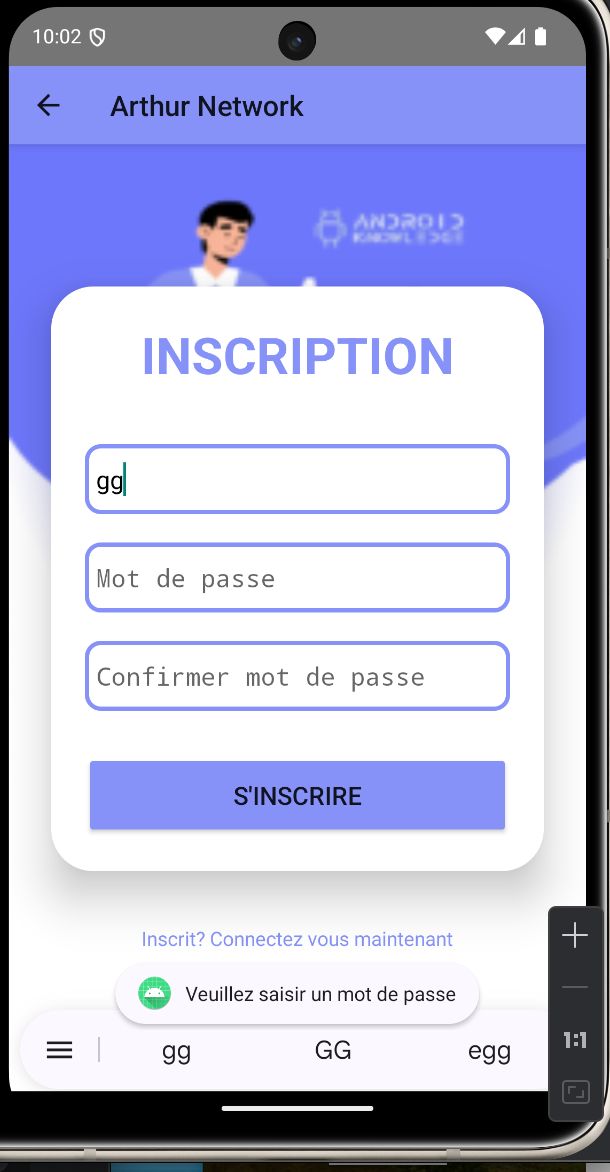 10:02
Arthur Network
ANDROID
KNOWLEDGE
INSCRIPTION
gg
Mot de passe
Confirmer mot de passe
S'INSCRIRE
Inscrit? Connectez vous maintenant
Veuillez saisir un mot de passe
gg GG egg
1:1